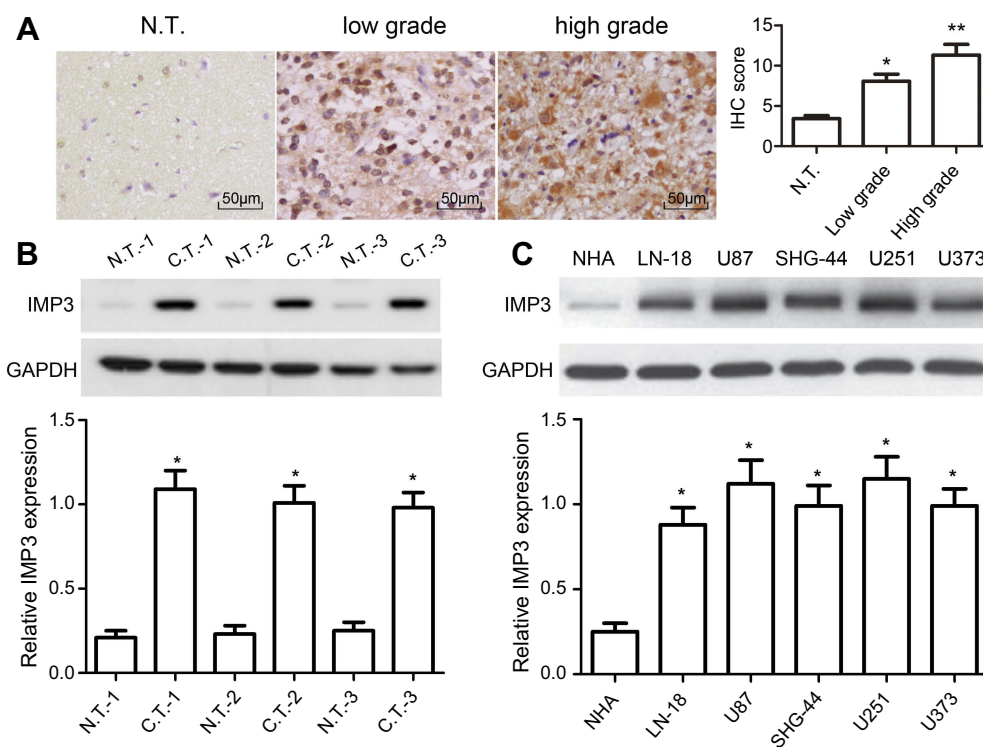 A
N.T.
low grade
high grade
50μm
50μm
50μm
IHC score
15
10
5
0
*
**
N.T.
Low grade
High grade
B
N.T.-1
C.T.-1
N.T.-2
C.T.-2
N.T.-3
C.T.-3
IMP3
GAPDH
Relative IMP3 expression
1.5
1.0
0.5
0.0
*
*
*
N.T.-1
C.T.-1
N.T.-2
C.T.-2
N.T.-3
C.T.-3
C
NHA
LN-18
U87
SHG-44
U251
U373
IMP3
GAPDH
Relative IMP3 expression
1.5
1.0
0.5
0.0
*
*
*
*
*
NHA
LN-18
U87
SHG-44
U251
U373